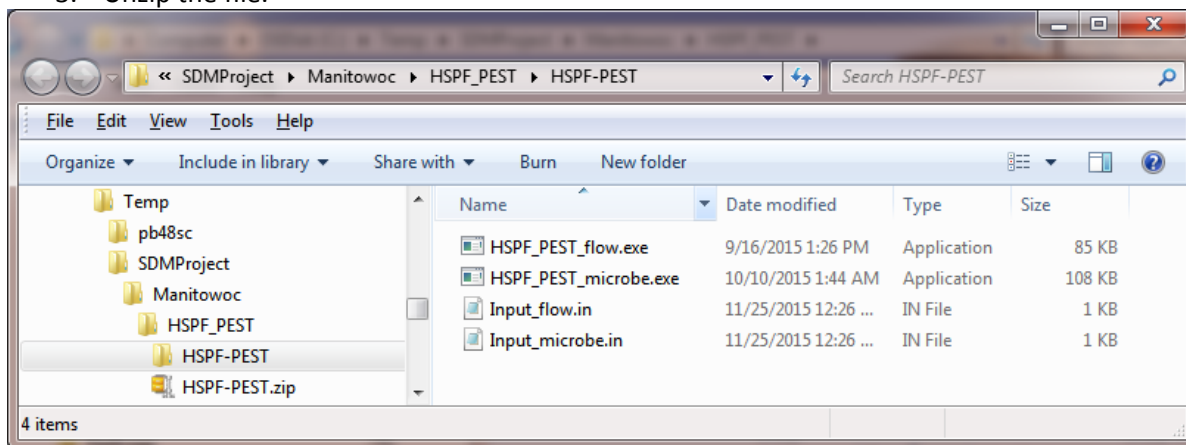 Unzip the file.
« SDMProject ▸ Manitowoc ▸ HSPF_PEST ▸ HSPF-PEST
Search HSPF-PEST
File Edit View Tools Help
Organize Include in library Share with Burn New folder
Temp
pb48sc
SDMProject
Manitowoc
HSPF_PEST
HSPF-PEST
HSPF-PEST.zip
Name Date modified Type Size
HSPF_PEST_flow.exe 9/16/2015 1:26 PM Application 85 KB
HSPF_PEST_microbe.exe 10/10/2015 1:44 AM Application 108 KB
Input_flow.in 11/25/2015 12:26 ... IN File 1 KB
Input_microbe.in 11/25/2015 12:26 ... IN File 1 KB
4 items